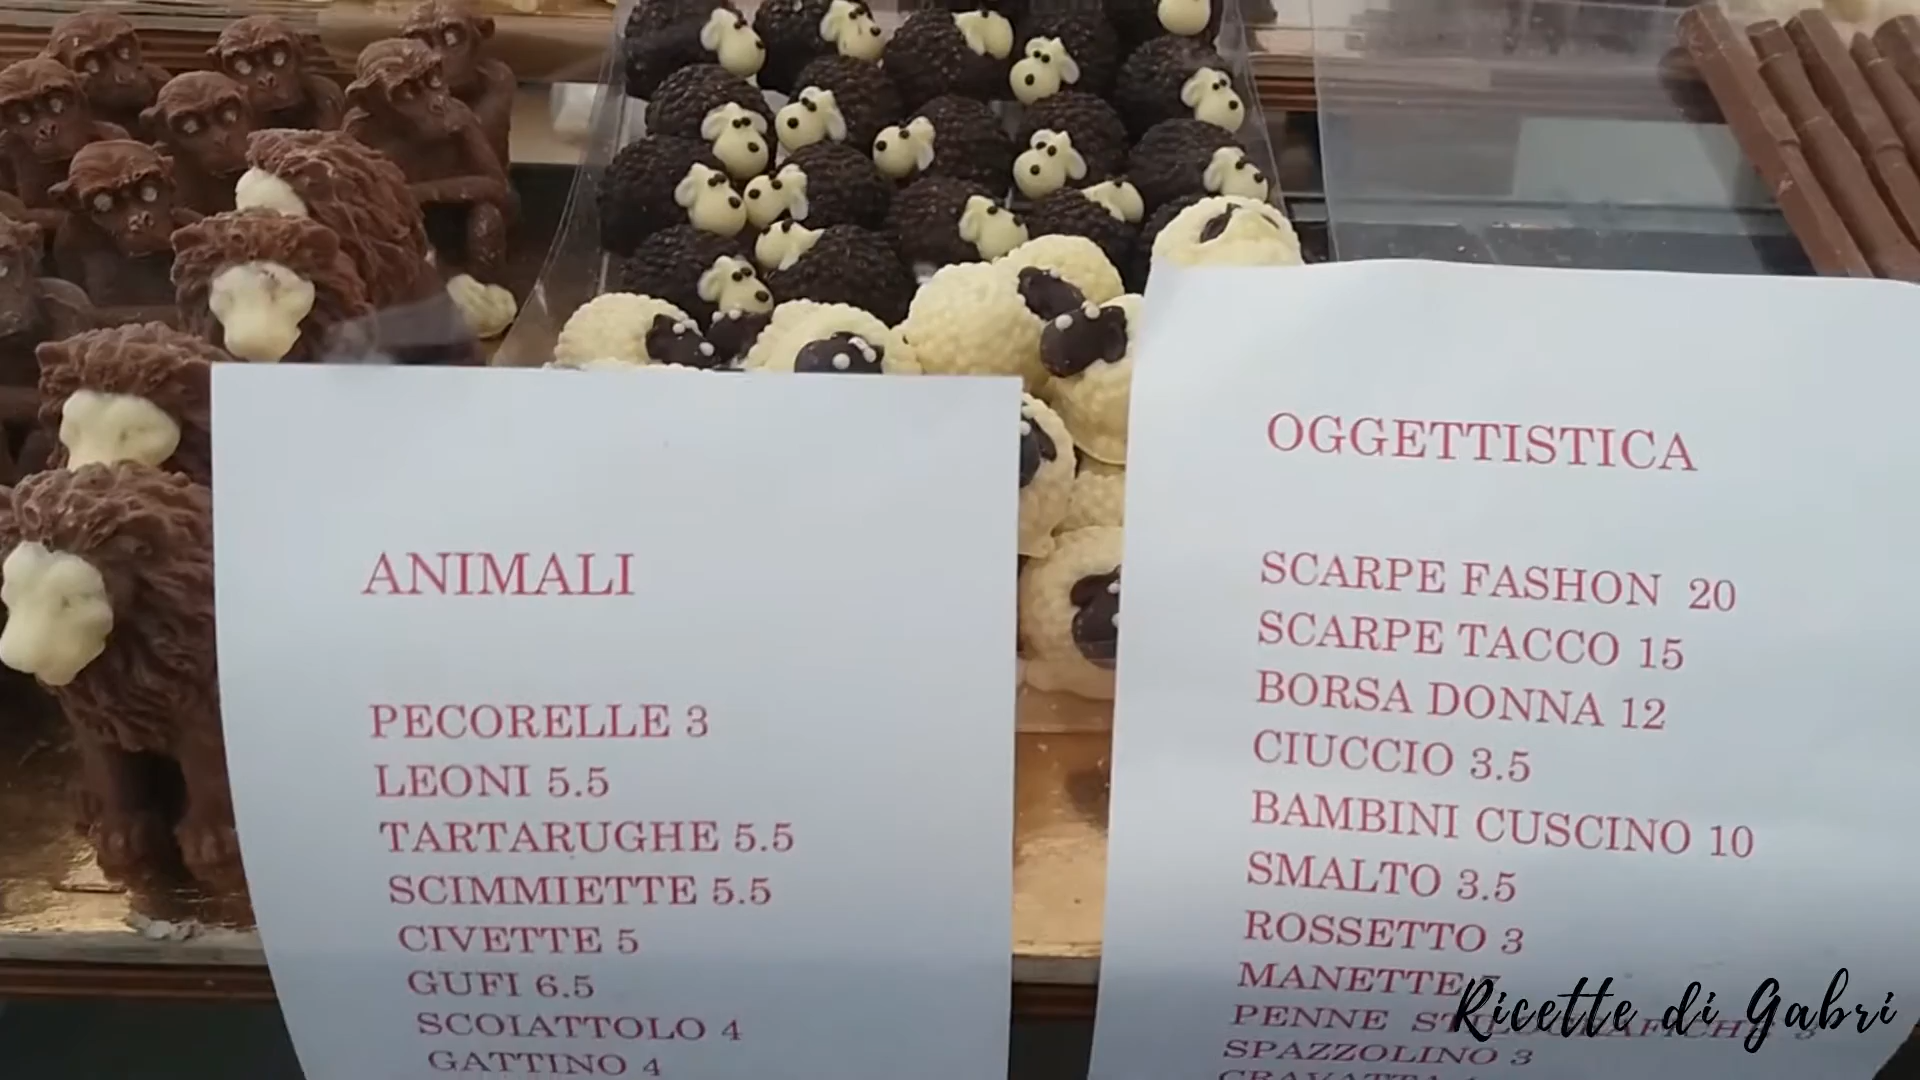 ANIMALI
PECORELLE 3
LEONI 5.5
TARTARUGHE 5.5
SCIMMIETTE 5.5
CIVETTE 5
GUFI 6.5
SCOIATTOLO 4
GATTINO 4
OGGETTISTICA
SCARPE FASHON 20
SCARPE TACCO 15
BORSA DONNA 12
CIUCCIO 3.5
BAMBINI CUSCINO 10
SMALTO 3.5
ROSSETTO 3
MANETTE
PENNE
SPAZZOLINO 3
CRAVATTA
Ricette di Gabri